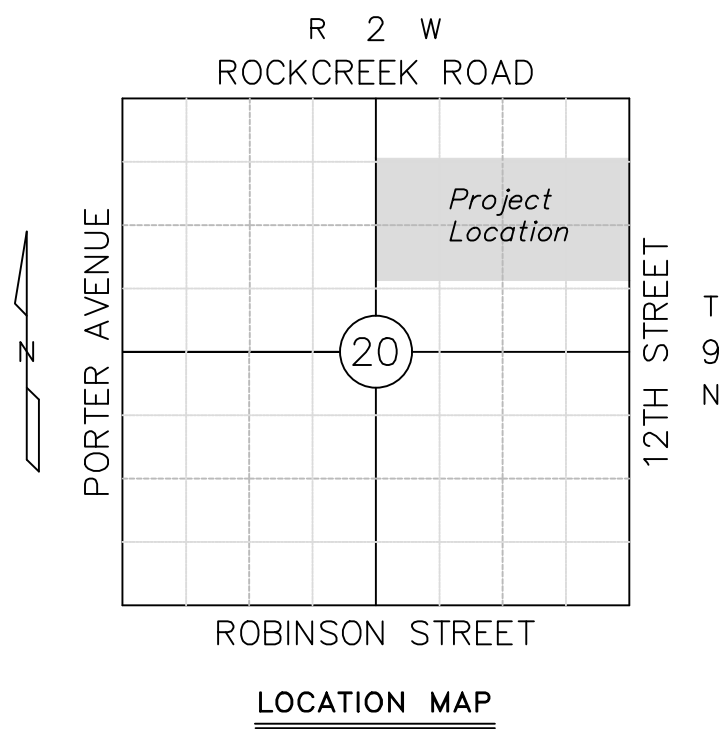 R 2 W
ROCKCREEK ROAD
Project
Location
PORTER AVENUE
N
20
12TH STREET
T
9
N
ROBINSON STREET
LOCATION MAP